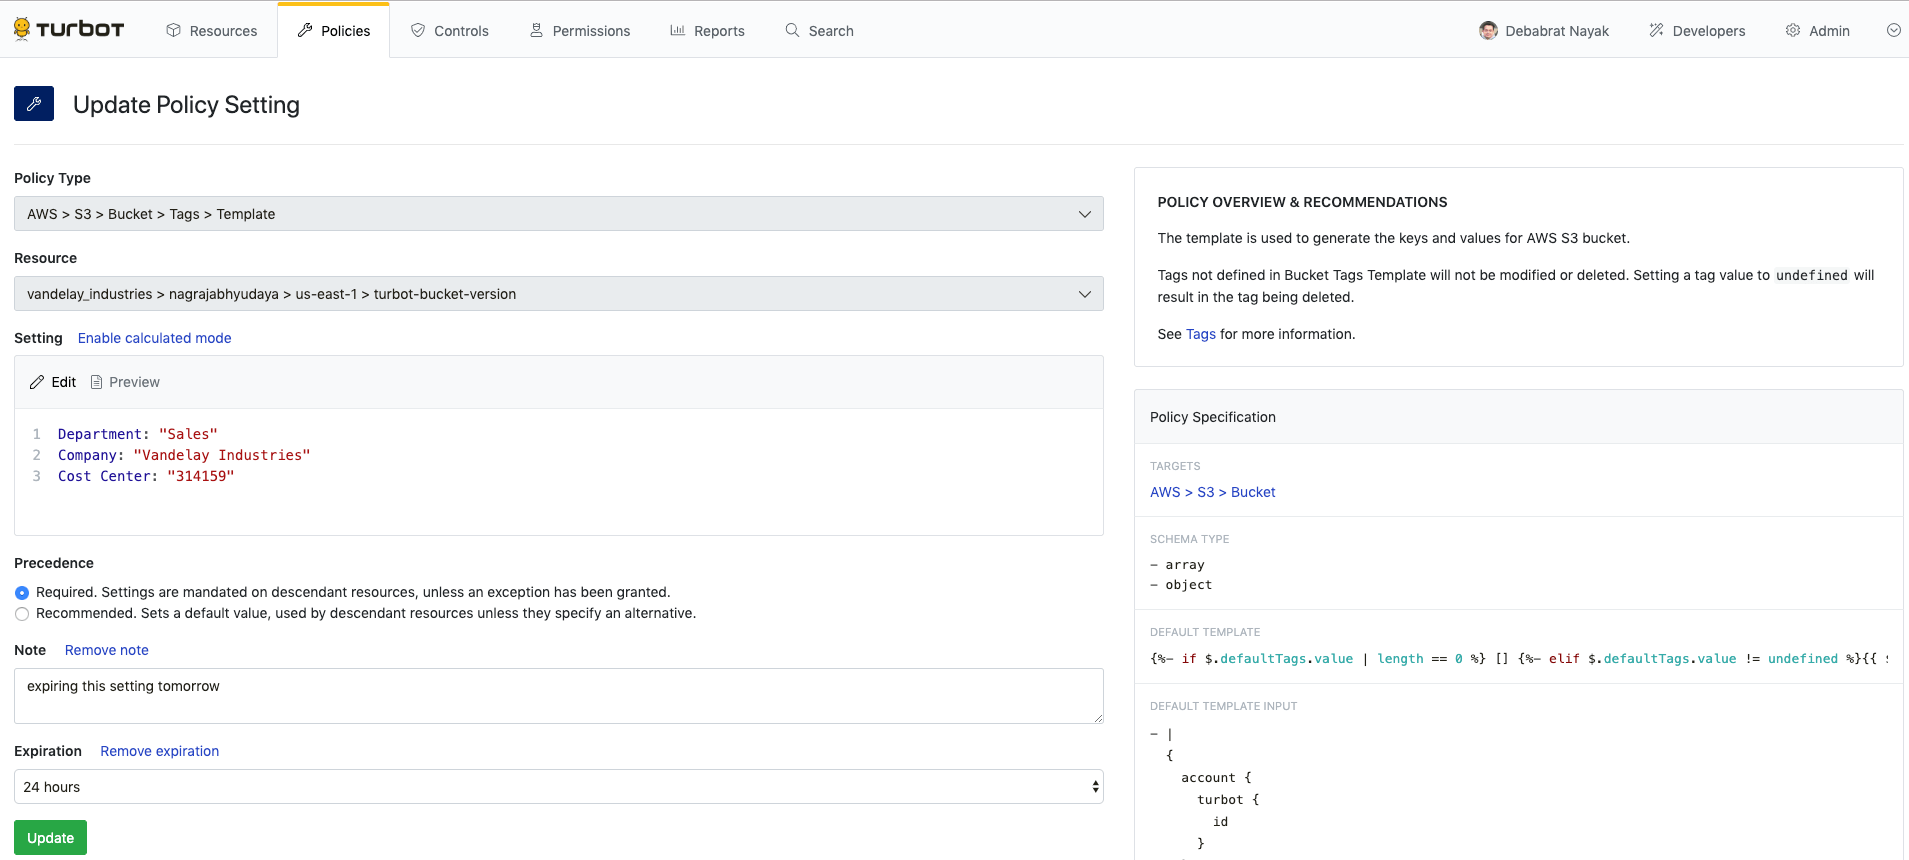 TURBOT
Resources
Policies
Controls
Permissions
Reports
Search
Debabrat Nayak
Developers
Admin
Update Policy Setting
Policy Type
AWS > S3 > Bucket > Tags > Template
Resource
vandelay_industries > nagrajabhyudaya > us-east-1 > turbot-bucket-version
Setting Enable calculated mode
Edit Preview
1 Department: "Sales"
2 Company: "Vandelay Industries"
3 Cost Center: "314159"
Precedence
Required. Settings are mandated on descendant resources, unless an exception has been granted.
Recommended. Sets a default value, used by descendant resources unless they specify an alternative.
Note Remove note
expiring this setting tomorrow
Expiration Remove expiration
24 hours
Update
POLICY OVERVIEW & RECOMMENDATIONS
The template is used to generate the keys and values for AWS S3 bucket.
Tags not defined in Bucket Tags Template will not be modified or deleted. Setting a tag value to undefined will
result in the tag being deleted.
See Tags for more information.
Policy Specification
TARGETS
AWS > S3 > Bucket
SCHEMA TYPE
– array
– object
DEFAULT TEMPLATE
{%- if $.defaultTags.value | length == 0 %} [] {%- elif $.defaultTags.value != undefined %}{{
DEFAULT TEMPLATE INPUT
– |
{
account {
turbot {
id
}